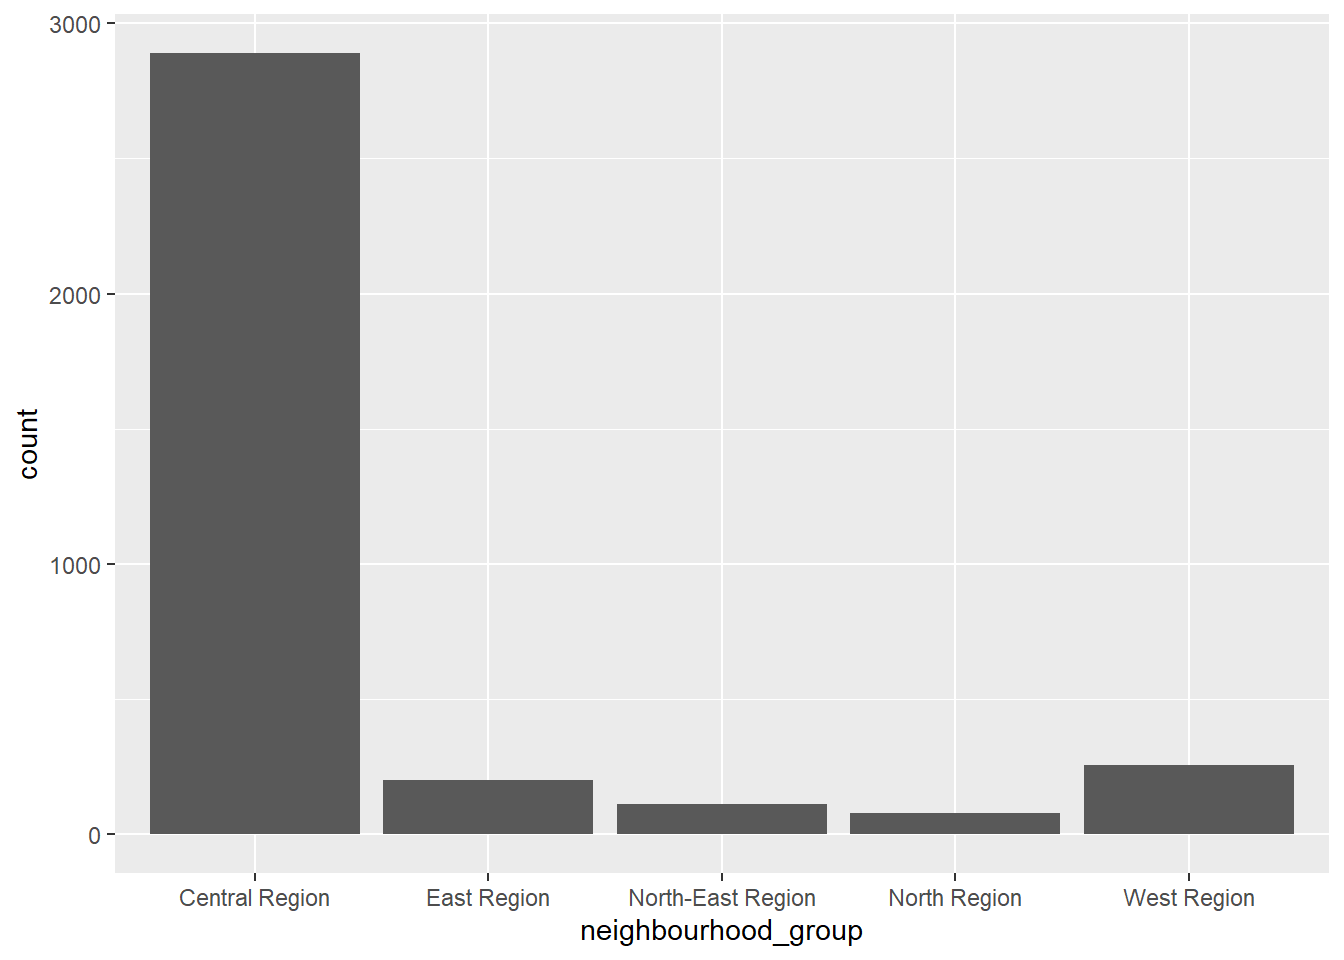 3000
2000
1000
0
count
Central Region
East Region
North-East Region
North Region
West Region
neighbourhood_group